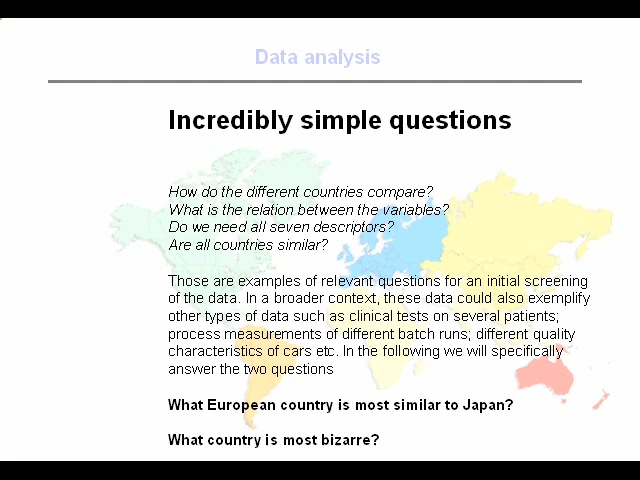 Data analysis
Incredibly simple questions
How do the different countries compare?
What is the relation between the variables?
Do we need all seven descriptors?
Are all countries similar?
Those are examples of relevant questions for an initial screening
of the data. In a broader context, these data could also exemplify
other types of data such as clinical tests on several patients;
process measurements of different batch runs; different quality
characteristics of cars etc. In the following we will specifically
answer the two questions
What European country is most similar to Japan?
What country is most bizarre?